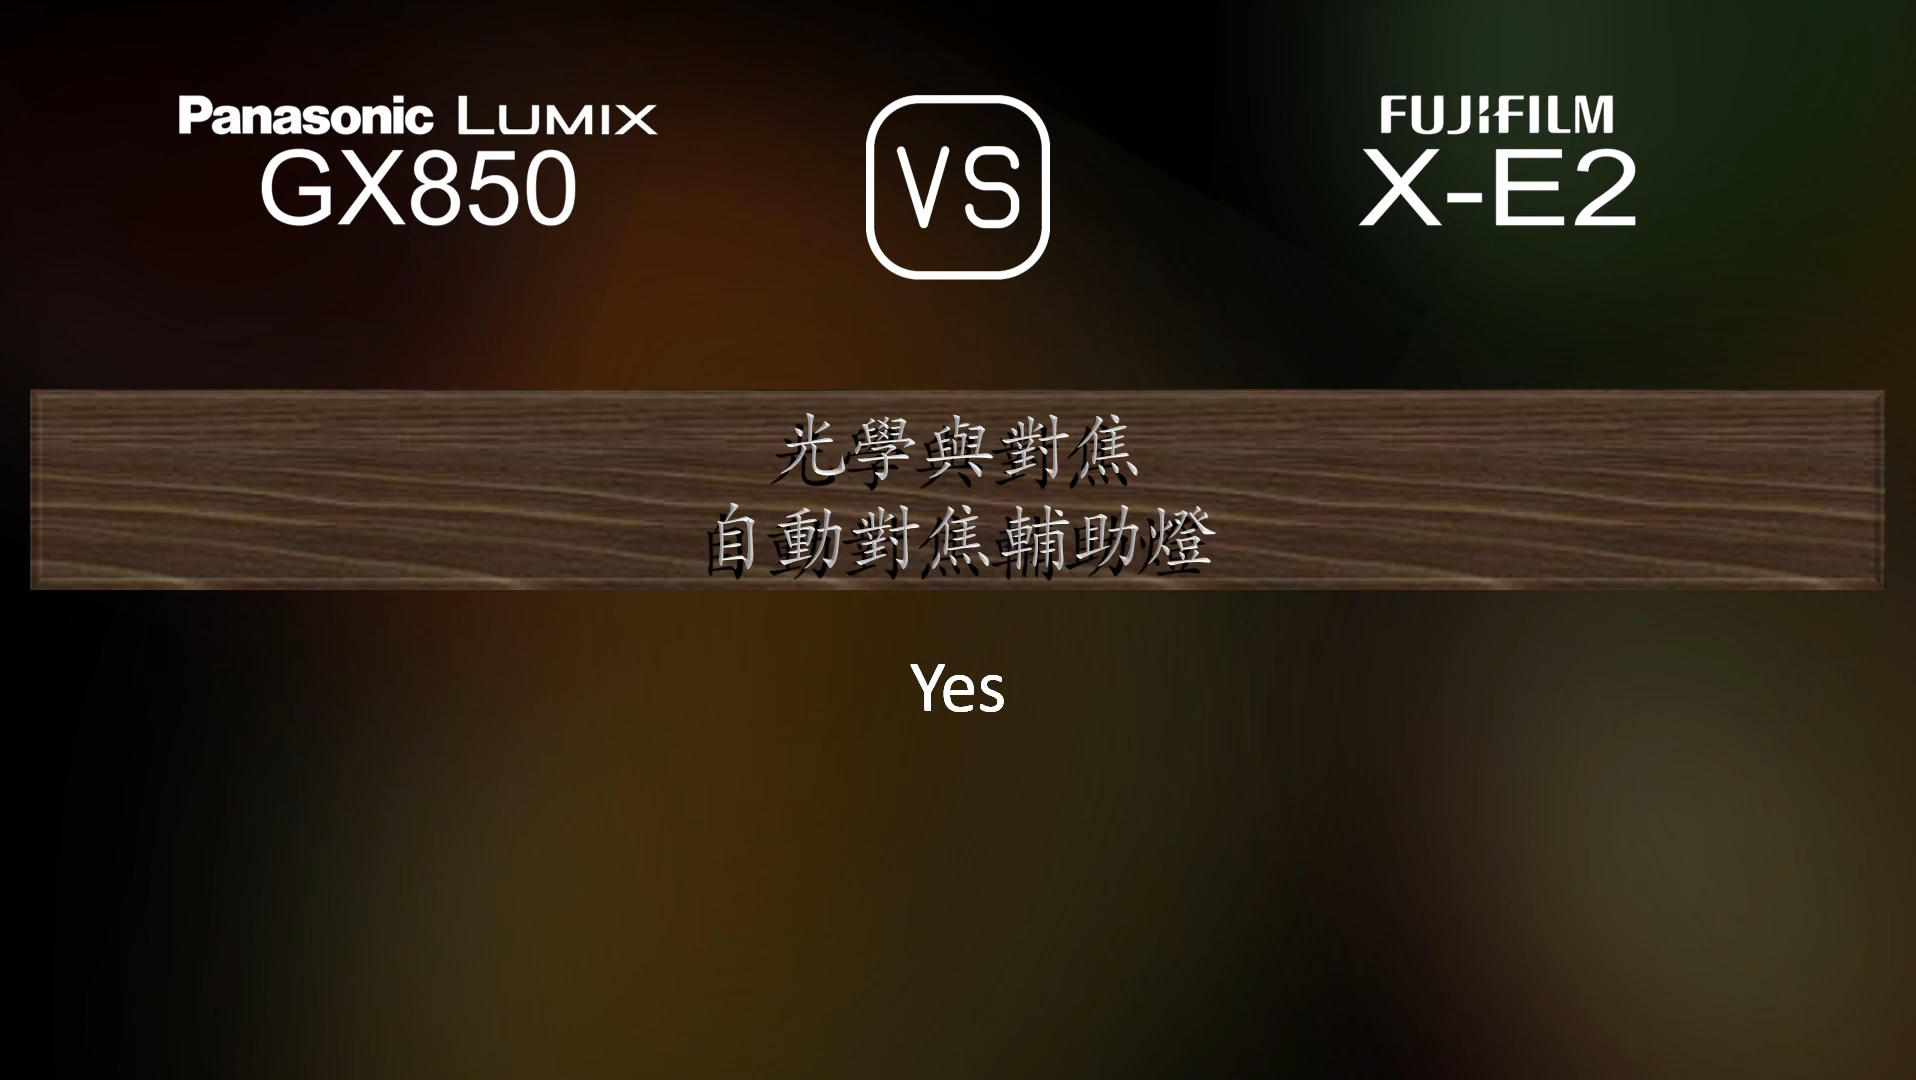 Panasonic LUMIX
GX850
VS
FUJIFILM
X-E2
光學與對焦
自動對焦輔助燈
Yes